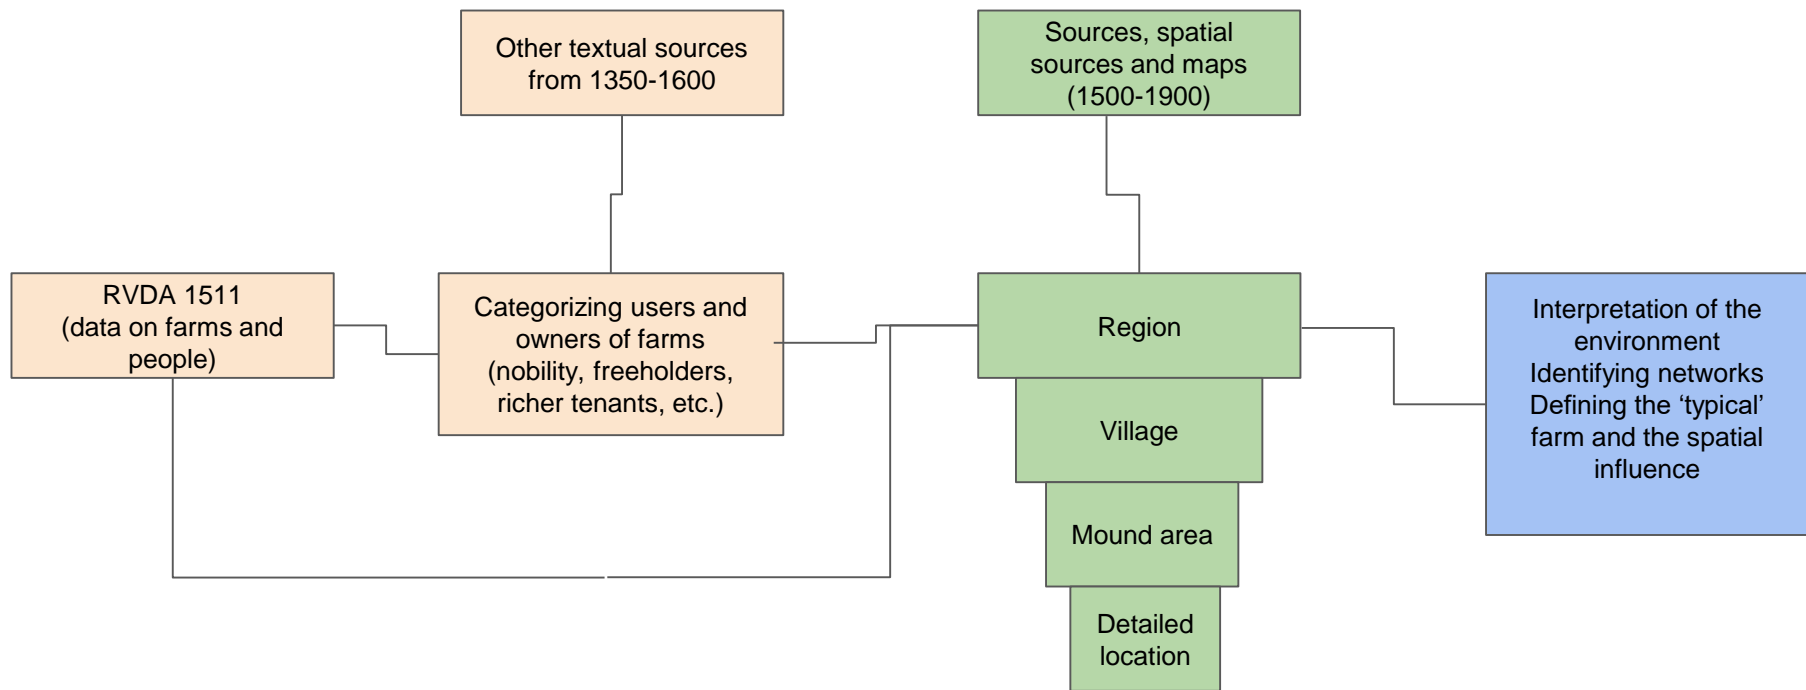 Other textual sources
from 1350-1600
Sources, spatial
sources and maps
(1500-1900)
RVDA 1511
(data on farms and
people)
Categorizing users and
owners of farms
(nobility, freeholders,
richer tenants, etc.)
Region
Village
Mound area
Detailed
location
Interpretation of the
environment
Identifying networks
Defining the ‘typical’
farm and the spatial
influence